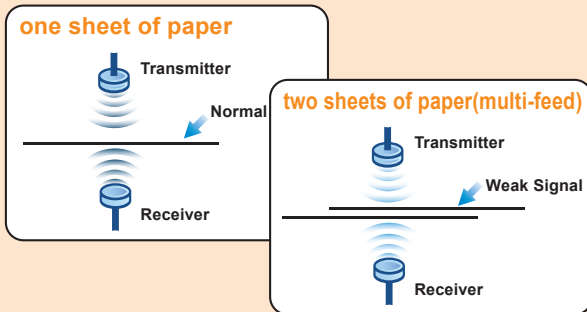 one sheet of paper
Transmitter
Normal
Receiver
two sheets of paper(multi-feed)
Transmitter
Weak Signal
Receiver